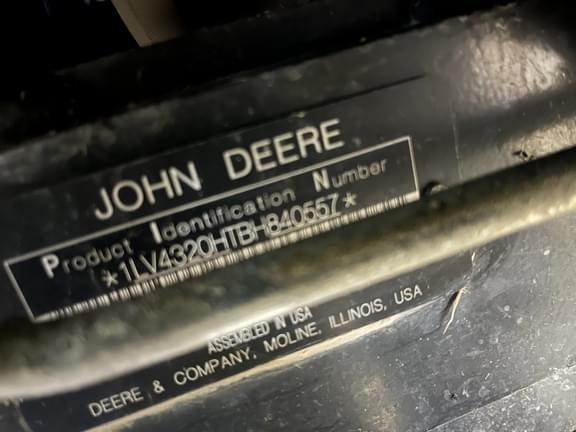 JOHN DEERE
Product Identification Number
*1LV4320HTBH840557*
ASSEMBLED IN USA
DEERE & COMPANY, MOLINE, ILLINOIS, USA